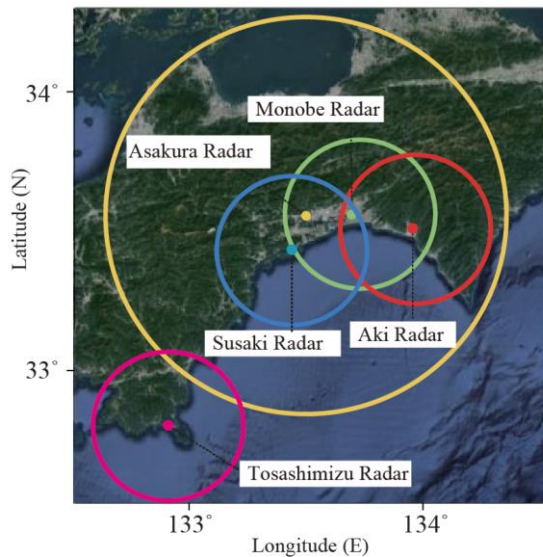 34°
Monobe Radar
Asakura Radar
Latitude (N)
Susaki Radar
Aki Radar
33°
Tosashimizu Radar
133°
134°
Longitude (E)